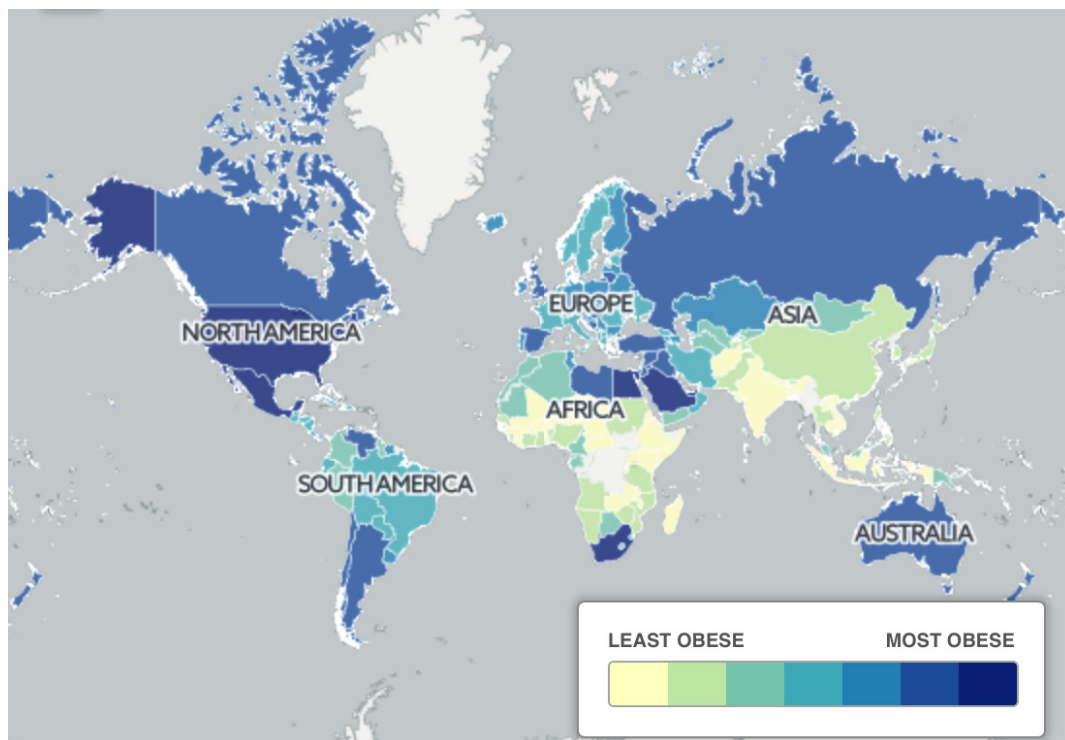 EUROPE
ASIA
NORTH AMERICA
AFRICA
SOUTH AMERICA
AUSTRALIA
LEAST OBESE MOST OBESE